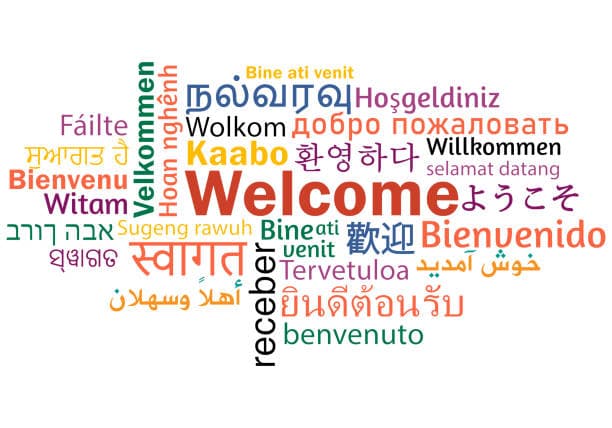 Bine ati venit
Velkommen
Hoan nghênh
நல்வரவு
Hoşgeldiniz
Fáilte
Wolkom
добро пожаловать
ਸੁਆਗਤ ਹੈ
Kaabo
환영하다
Willkommen
selamat datang
Bienvenu
Witam
Welcome
ようこそ
אבה ךורב
Sugeng rawuh
Bine ati
venit
歡迎
Bienvenido
स्वागत
receber
Tervetuloa
خوش آمدید
أهلاً وسهلان
ยินดีต้อนรับ
benvenuto